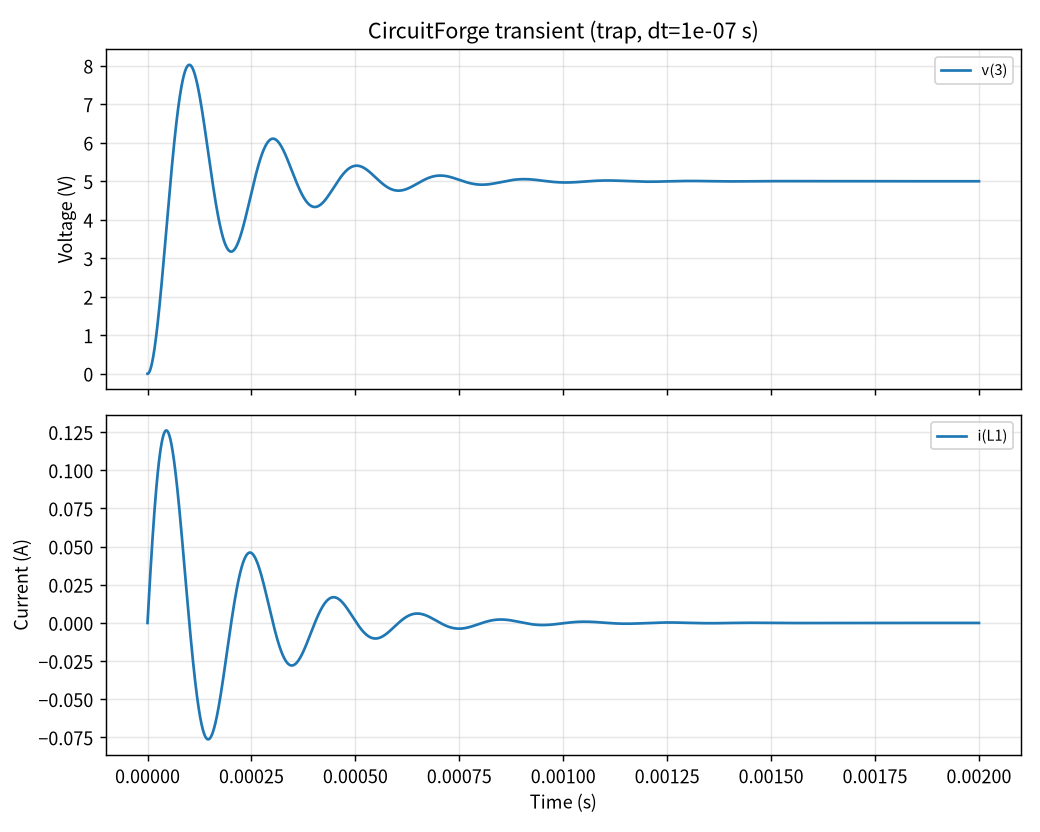 CircuitForge transient (trap, dt=1e-07 s)
8
7
6
5
4
3
2
1
0
Voltage (V)
v(3)
0.125
0.100
0.075
0.050
0.025
0.000
−0.025
−0.050
−0.075
Current (A)
i(L1)
0.00000 0.00025 0.00050 0.00075 0.00100 0.00125 0.00150 0.00175 0.00200
Time (s)